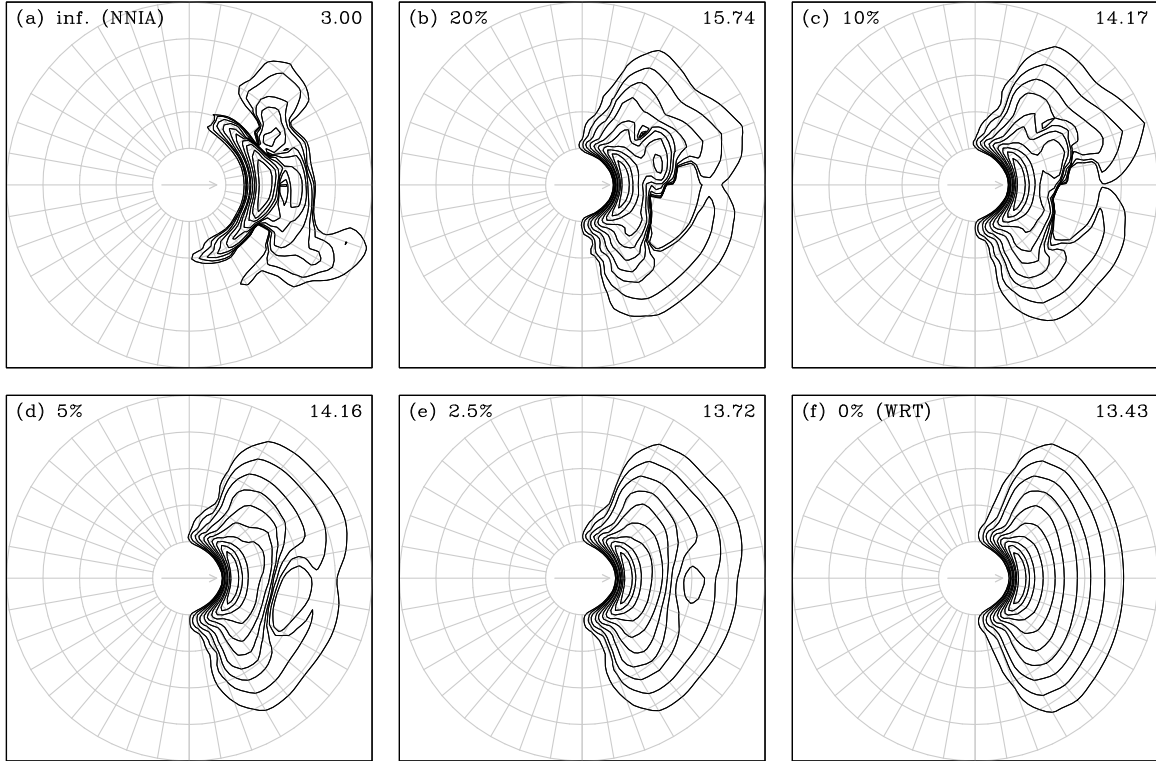 (a) inf. (NNIA) 3.00
(b) 20% 15.74
(c) 10% 14.17
(d) 5% 14.16
(e) 2.5% 13.72
(f) 0% (WRT) 13.43